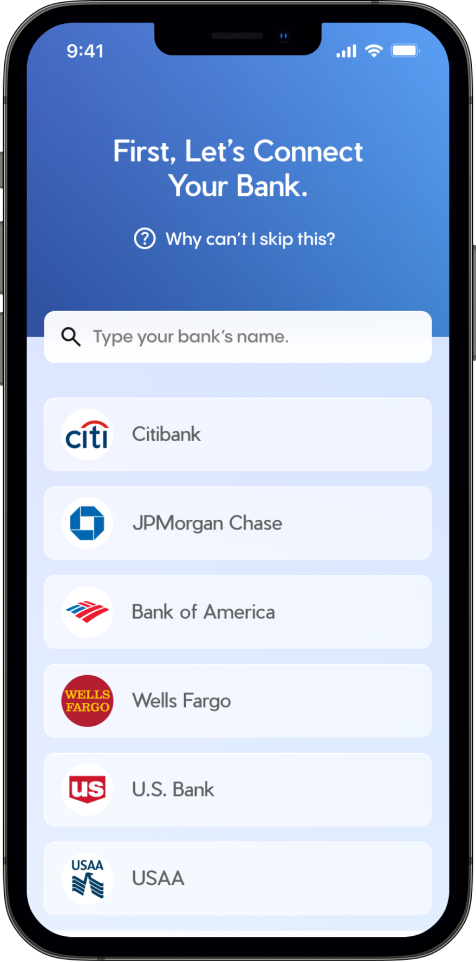 9:41
First, Let's Connect
Your Bank.
? Why can't I skip this?
Type your bank's name.
citi Citibank
JPMorgan Chase
Bank of America
WELLS
FARGO
Wells Fargo
us U.S. Bank
USAA
USAA